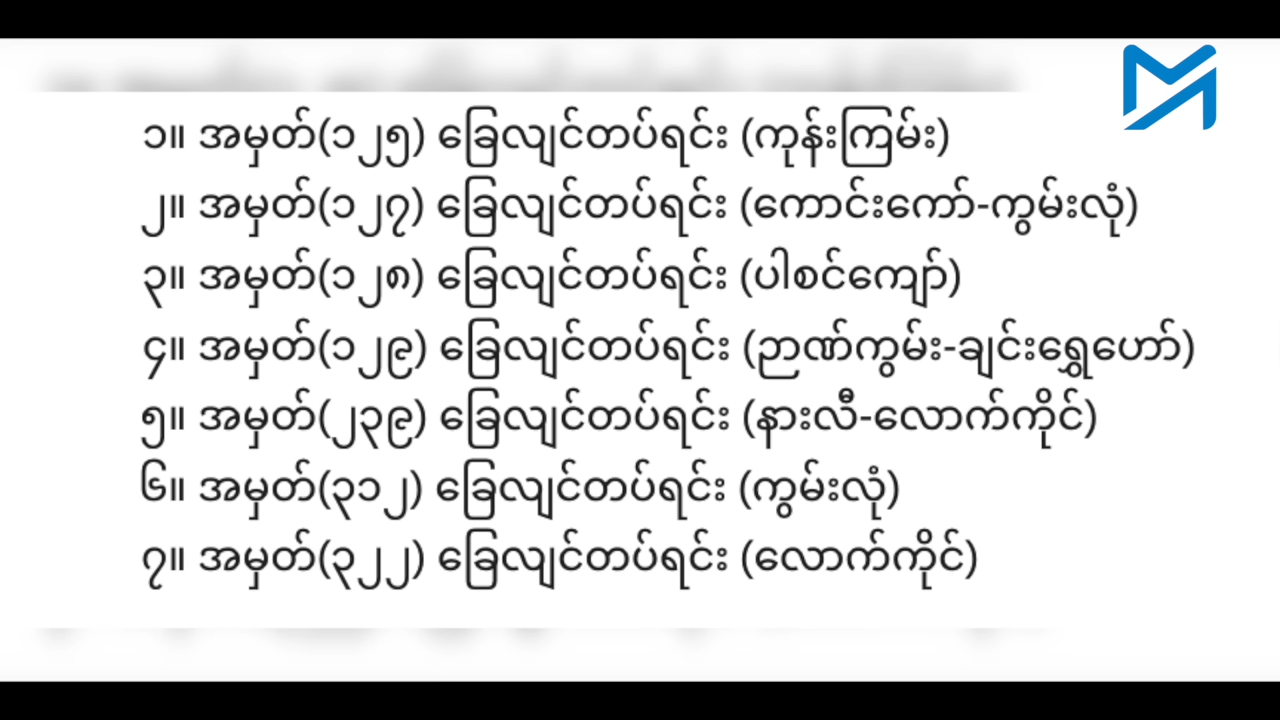 ၁။ အမှတ်(၁၂၅) ခြေလျင်တပ်ရင်း (ကုန်းကြမ်း)
၂။ အမှတ်(၁၂၇) ခြေလျင်တပ်ရင်း (ကောင်းကော်-ကွမ်းလုံ)
၃။ အမှတ်(၁၂၈) ခြေလျင်တပ်ရင်း (ပါစင်ကျော်)
၄။ အမှတ်(၁၂၉) ခြေလျင်တပ်ရင်း (ဉာဏ်ကွမ်း-ချင်းရွှေဟော်)
၅။ အမှတ်(၂၃၉) ခြေလျင်တပ်ရင်း (နားလီ-လောက်ကိုင်)
၆။ အမှတ်(၃၁၂) ခြေလျင်တပ်ရင်း (ကွမ်းလုံ)
၇။ အမှတ်(၃၂၂) ခြေလျင်တပ်ရင်း (လောက်ကိုင်)